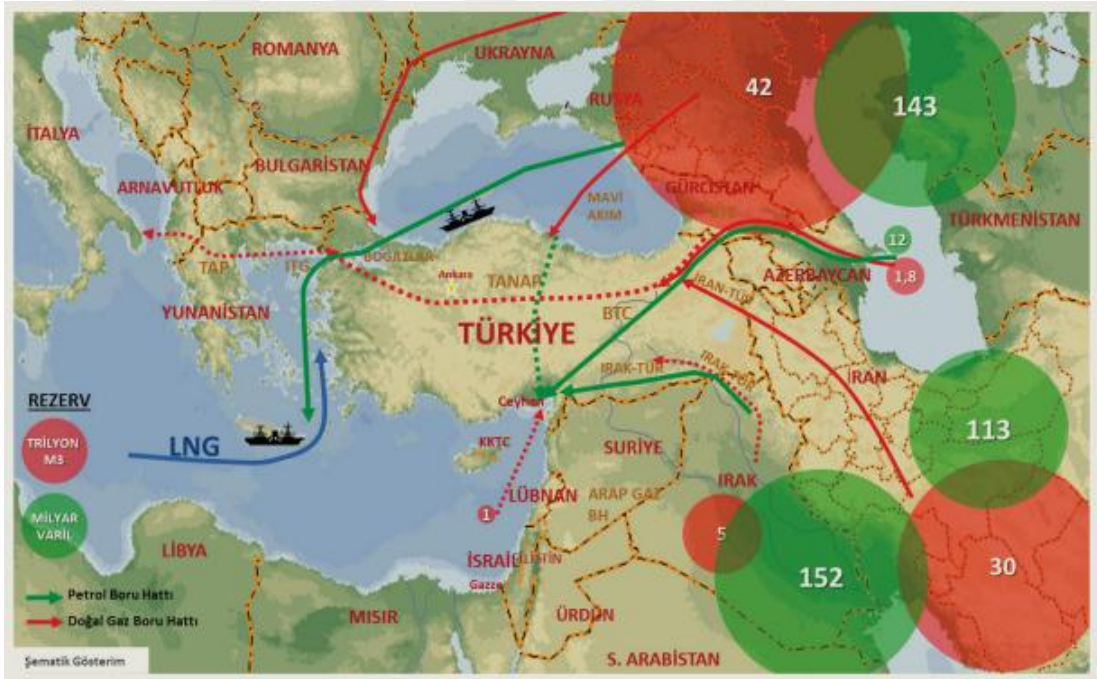 ROMANYA
UKRAYNA
42
143
RUSYA
İTALYA
BULGARİSTAN
ARNAVUTLUK
GÜRCİSTAN
MAVİ
AKIM
TÜRKMENİSTAN
12
BOĞAZLAR
TAP
ITG
Ankara
TANAP
AZERBAYCAN
1,8
İRAN-TÜR
YUNANİSTAN
BTC
TÜRKİYE
IRAK-TÜR
IRAK-TÜR
İRAN
REZERV
Ceyhan
113
TRİLYON
M3
LNG
KKTC
SURİYE
IRAK
LÜBNAN
ARAP GAZ
BH
1
5
MİLYAR
VARİL
LİBYA
İSRAİL
FİLİSTİN
152
30
Gazze
Petrol Boru Hattı
Doğal Gaz Boru Hattı
MISIR
ÜRDÜN
S. ARABİSTAN
Şematik Gösterim